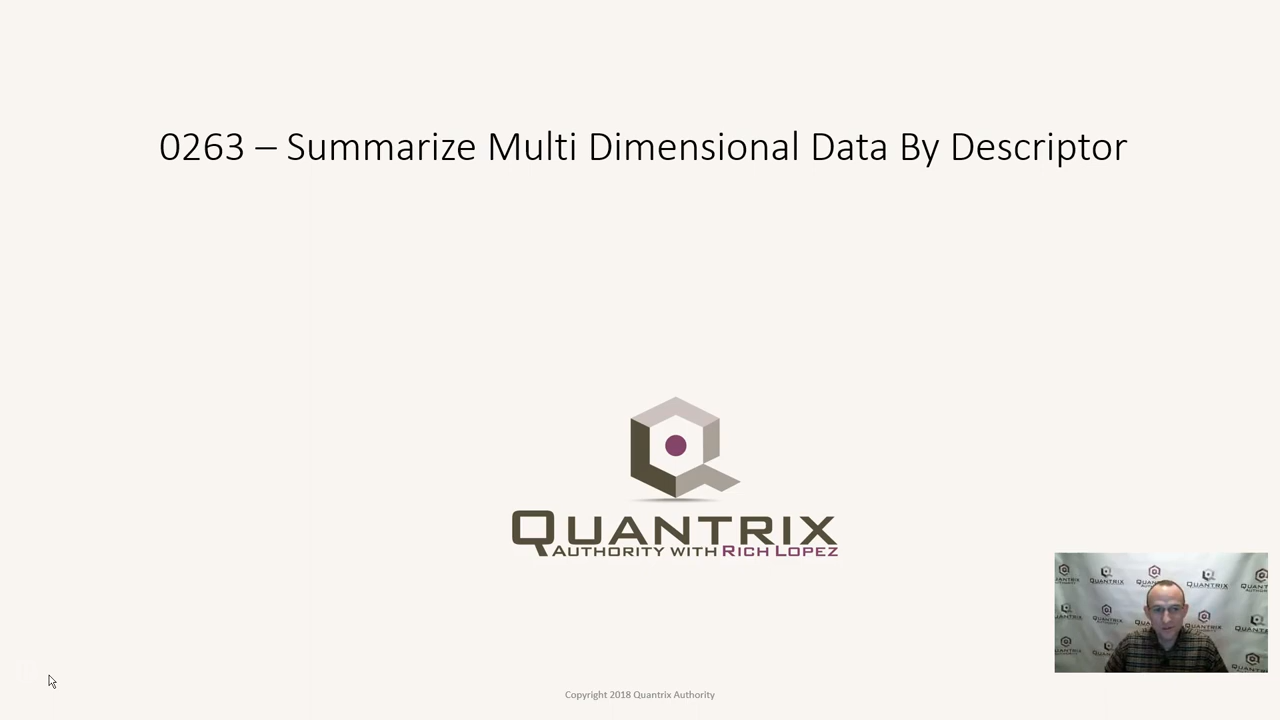 0263 – Summarize Multi Dimensional Data By Descriptor
QUANTRIX
AUTHORITY WITH RICH LOPEZ
Copyright 2018 Quantrix Authority